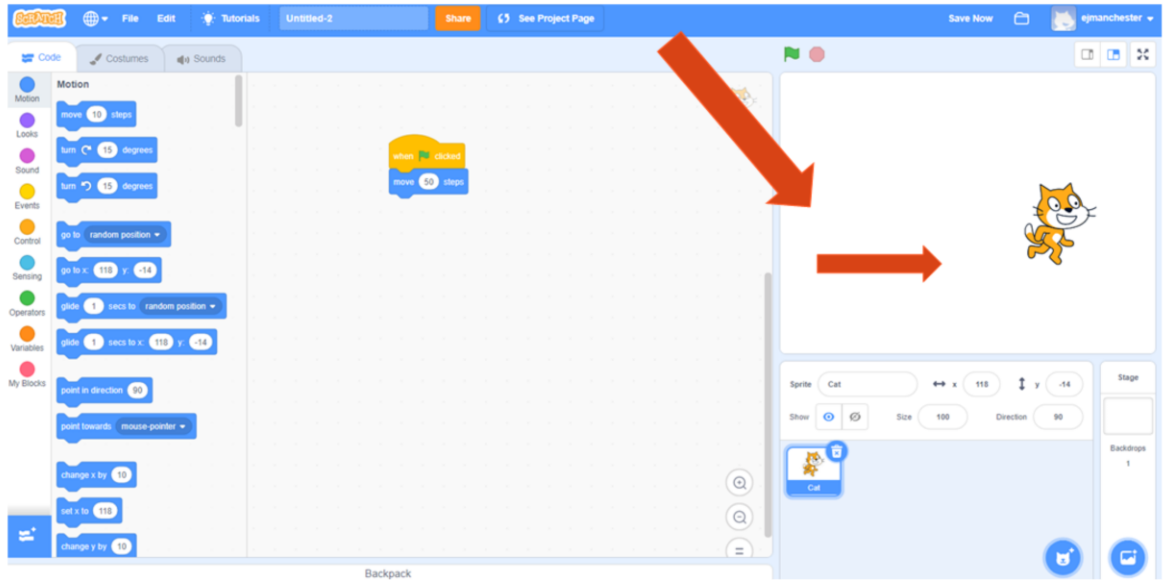 SCRATCH File Edit Tutorials Untitled-2 Share See Project Page Save Now ejmanchester
Code Costumes Sounds
Motion
Looks
Sound
Events
Control
Sensing
Operators
Variables
My Blocks
Motion
move 10 steps
turn 15 degrees
turn 15 degrees
go to random position
go to x: 118 y: -14
glide 1 secs to random position
glide 1 secs to x: 118 y: -14
point in direction 90
point towards mouse-pointer
change x by 10
set x to 118
change y by 10
when clicked
move 50 steps
Sprite Cat x 118 y -14
Show Size 100 Direction 90
Cat
Stage
Backdrops
1
Backpack